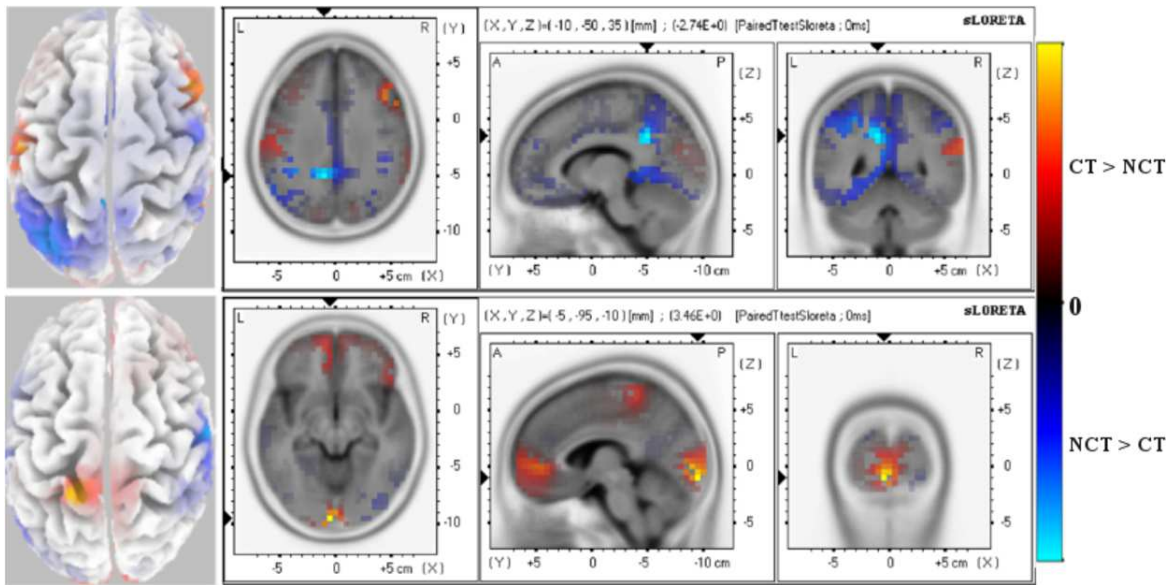 (X,Y,Z)=(-10,-50,35)[mm] ; (-2.74E+0) [PairedTtestSloreta ; 0ms] sLORETA
L R (Y)
+5
0
-5
-10
-5 0 +5 cm (X)
A P (Z)
+5
0
-5
(Y) +5 0 -5 -10 cm
L R (Z)
+5
0
-5
-5 0 +5 cm (X)
CT > NCT
0
NCT > CT
(X,Y,Z)=(-5,-95,-10)[mm] ; (3.46E+0) [PairedTtestSloreta ; 0ms] sLORETA
L R (Y)
+5
0
-5
-10
-5 0 +5 cm (X)
A P (Z)
+5
0
-5
(Y) +5 0 -5 -10 cm
L R (Z)
+5
0
-5
-5 0 +5 cm (X)